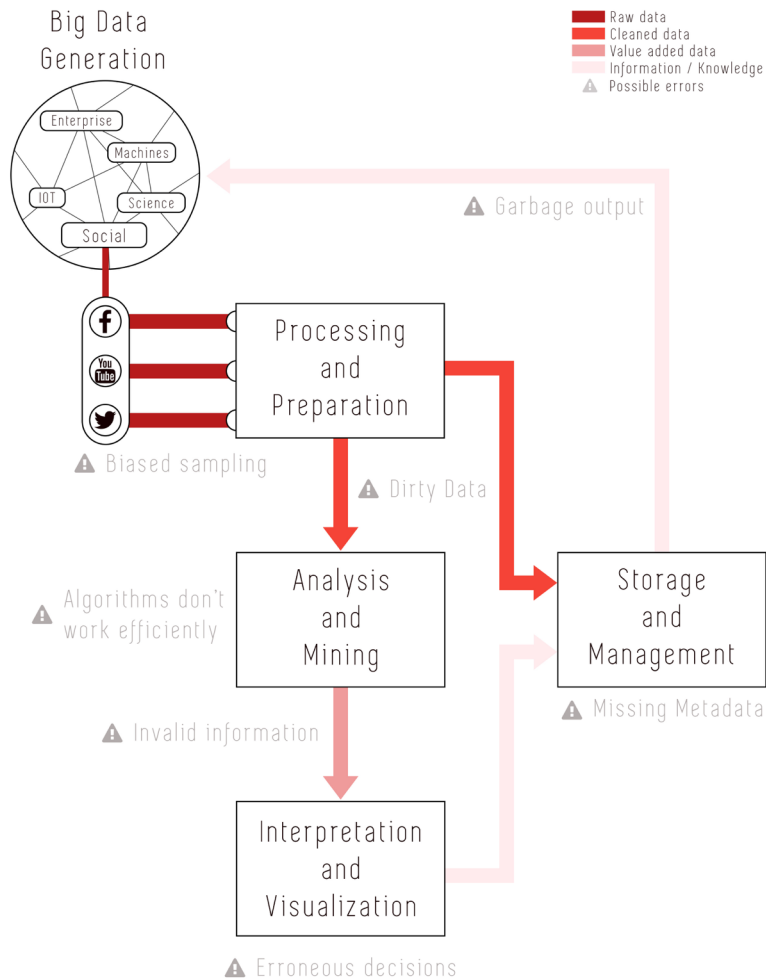 Big Data
Generation
Raw data
Cleaned data
Value added data
Information / Knowledge
Possible errors
Enterprise
Machines
IOT
Science
Social
Garbage output
f
You
Tube
Processing
and
Preparation
Biased sampling
Dirty Data
Algorithms don't
work efficiently
Analysis
and
Mining
Storage
and
Management
Missing Metadata
Invalid information
Interpretation
and
Visualization
Erroneous decisions